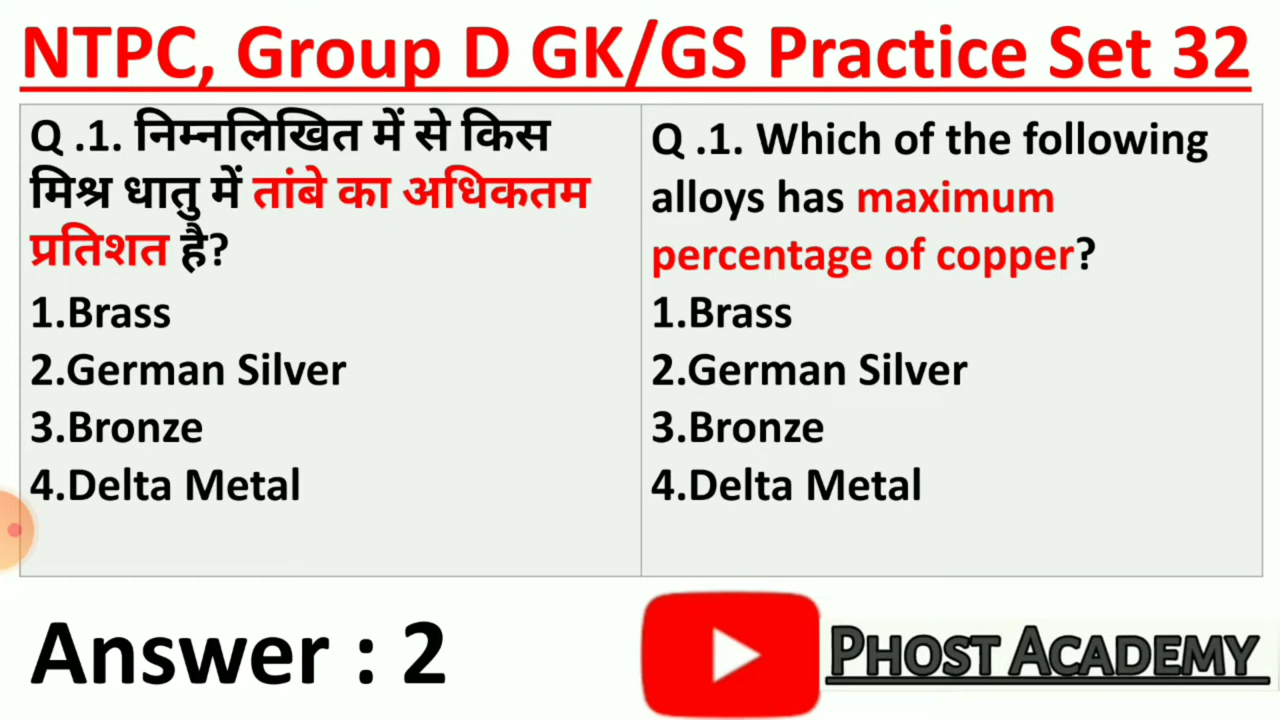 NTPC, Group D GK/GS Practice Set 32
Q .1. निम्नलिखित में से किस
मिश्र धातु में तांबे का अधिकतम
प्रतिशत है?
1.Brass
2.German Silver
3.Bronze
4.Delta Metal
Q .1. Which of the following
alloys has maximum
percentage of copper?
1.Brass
2.German Silver
3.Bronze
4.Delta Metal
Answer : 2
PHOST ACADEMY